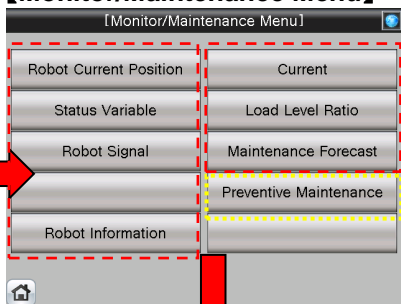 [Monitor/Maintenance Menu]
Robot Current Position
Current
Status Variable
Load Level Ratio
Robot Signal
Maintenance Forecast
Preventive Maintenance
Robot Information